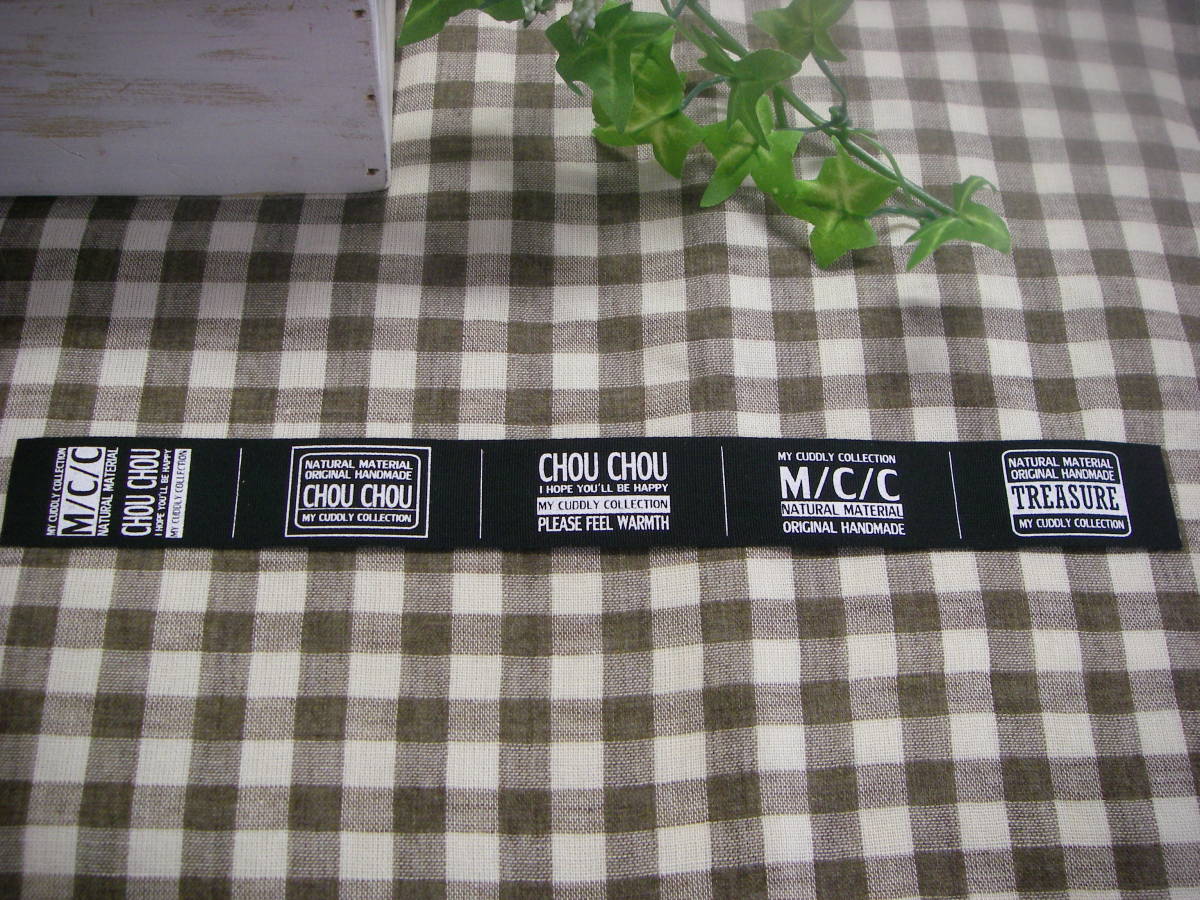 MY CUDDLY COLLECTION
M/C/C
NATURAL MATERIAL
CHOU CHOU
I HOPE YOU'LL BE HAPPY
MY CUDDLY COLLECTION
NATURAL MATERIAL
ORIGINAL HANDMADE
CHOU CHOU
MY CUDDLY COLLECTION
CHOU CHOU
I HOPE YOU'LL BE HAPPY
MY CUDDLY COLLECTION
PLEASE FEEL WARMTH
MY CUDDLY COLLECTION
M/C/C
NATURAL MATERIAL
ORIGINAL HANDMADE
NATURAL MATERIAL
ORIGINAL HANDMADE
TREASURE
MY CUDDLY COLLECTION